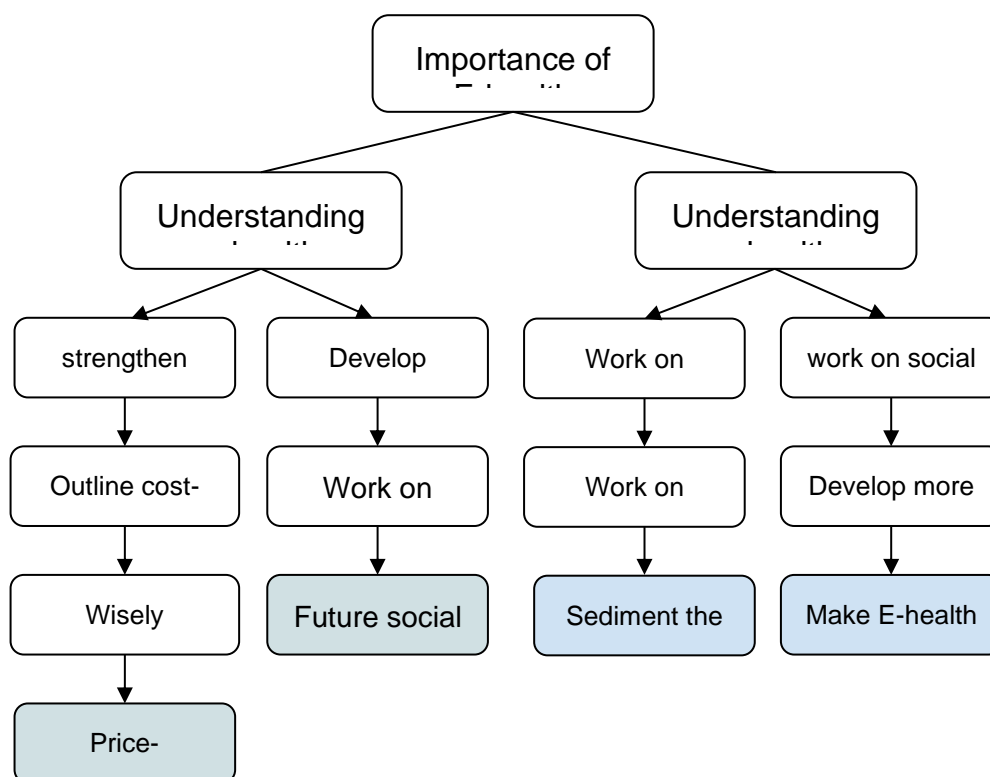 Importance of
Understanding
Understanding
strengthen
Develop
Work on
work on social
Outline cost-
Work on
Work on
Develop more
Wisely
Future social
Sediment the
Make E-health
Price-